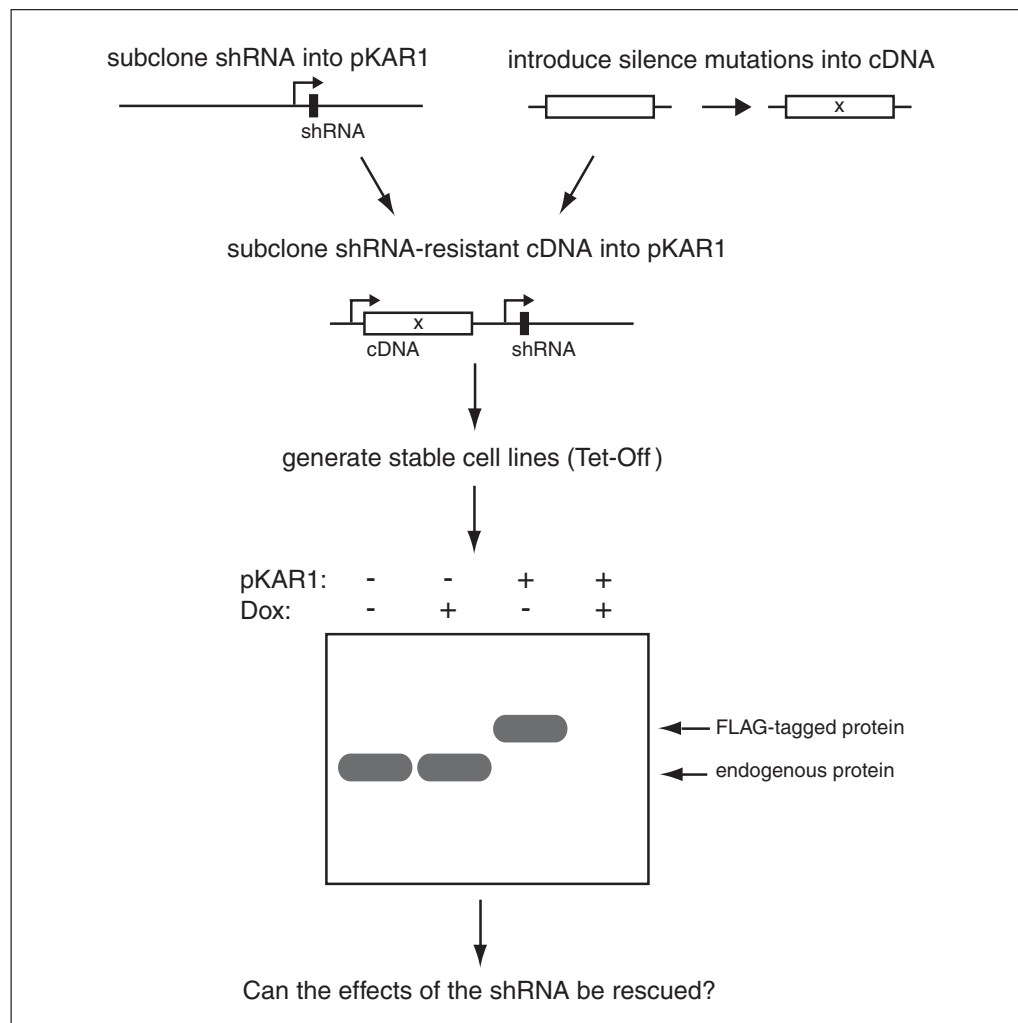 subclone shRNA into pKAR1
introduce silence mutations into cDNA
shRNA
x
subclone shRNA-resistant cDNA into pKAR1
x
cDNA
shRNA
generate stable cell lines (Tet-Off)
pKAR1: - - + +
Dox: - + - +
FLAG-tagged protein
endogenous protein
Can the effects of the shRNA be rescued?